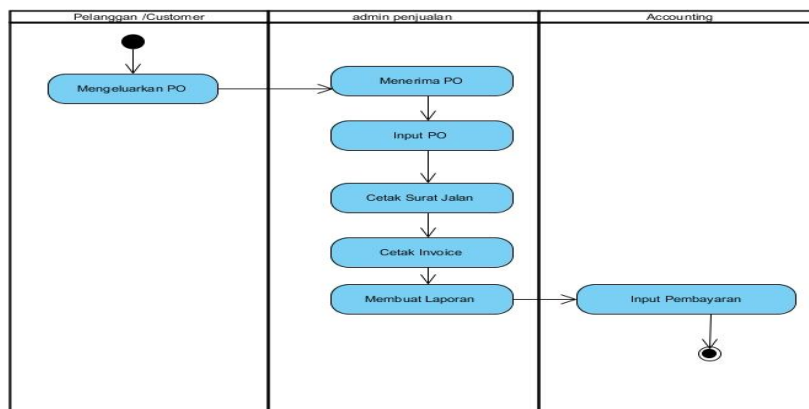 Pelanggan /Customer
admin penjualan
Accounting
Mengeluarkan PO
Menerima PO
Input PO
Cetak Surat Jalan
Cetak Invoice
Membuat Laporan
Input Pembayaran